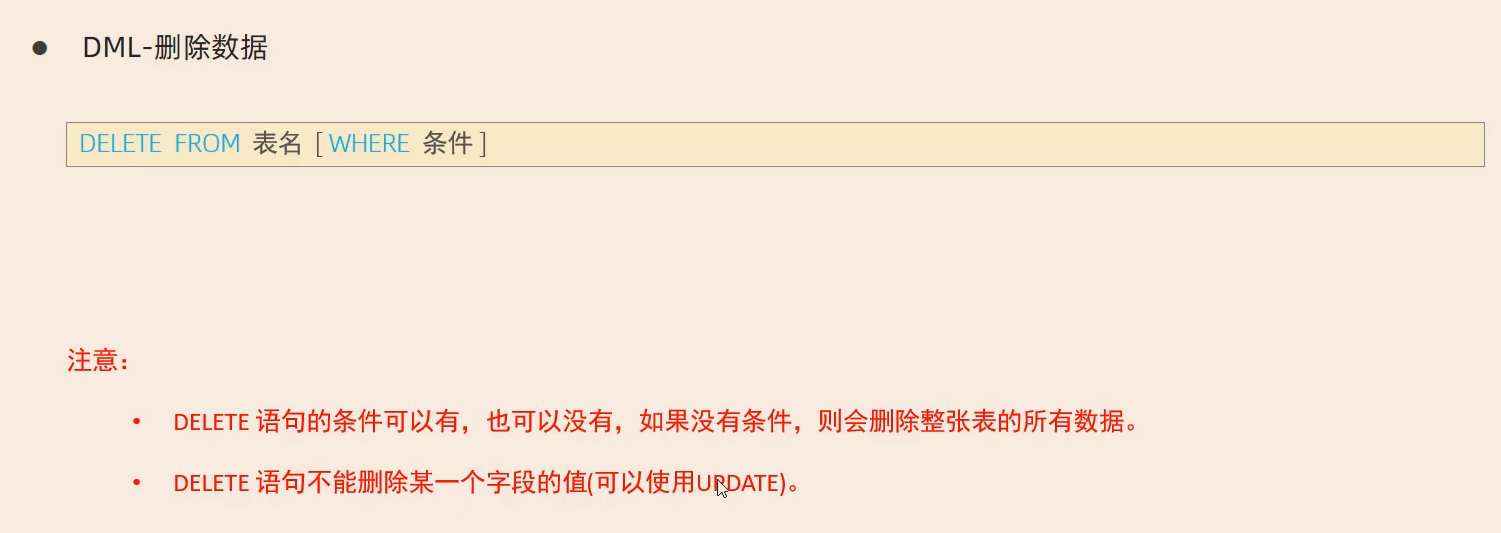 ● DML-删除数据
DELETE FROM 表名 [ WHERE 条件 ]
注意：
• DELETE 语句的条件可以有，也可以没有，如果没有条件，则会删除整张表的所有数据。
• DELETE 语句不能删除某一个字段的值(可以使用UPDATE)。